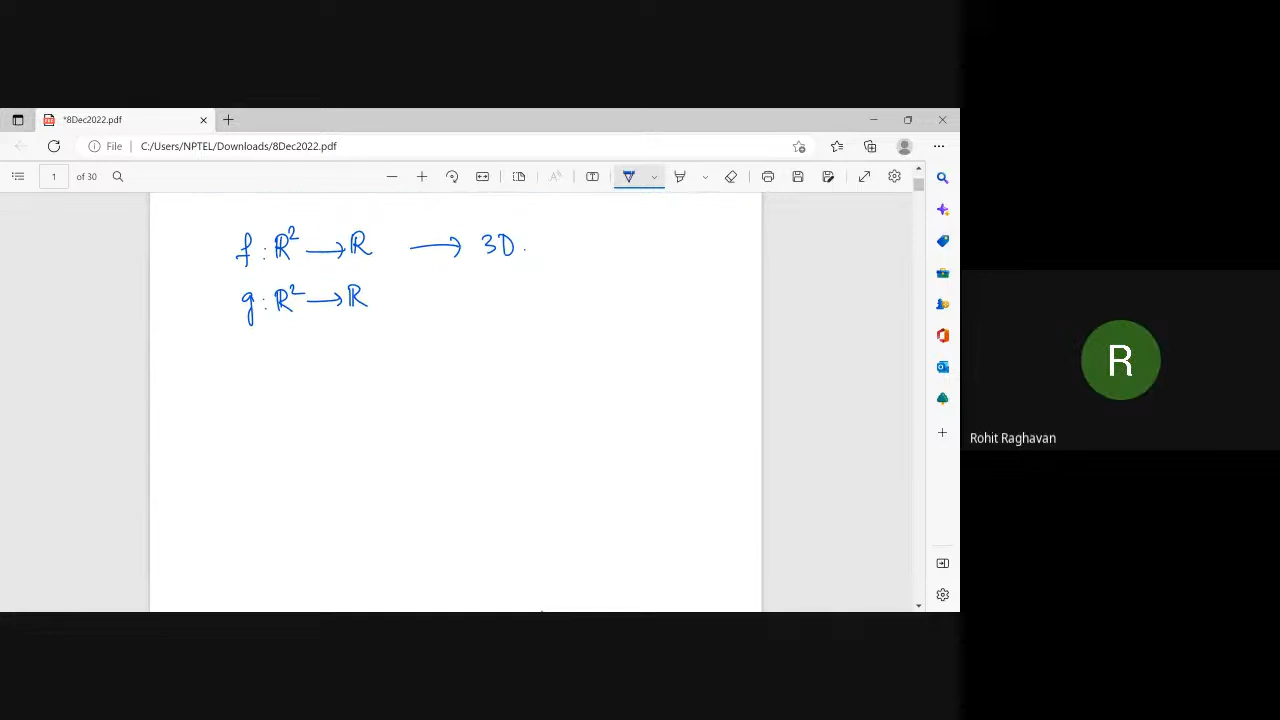 *8Dec2022.pdf
File C:/Users/NPTEL/Downloads/8Dec2022.pdf
1 of 30
f : ℝ² → ℝ → 3D.
g : ℝ² → ℝ
R
Rohit Raghavan